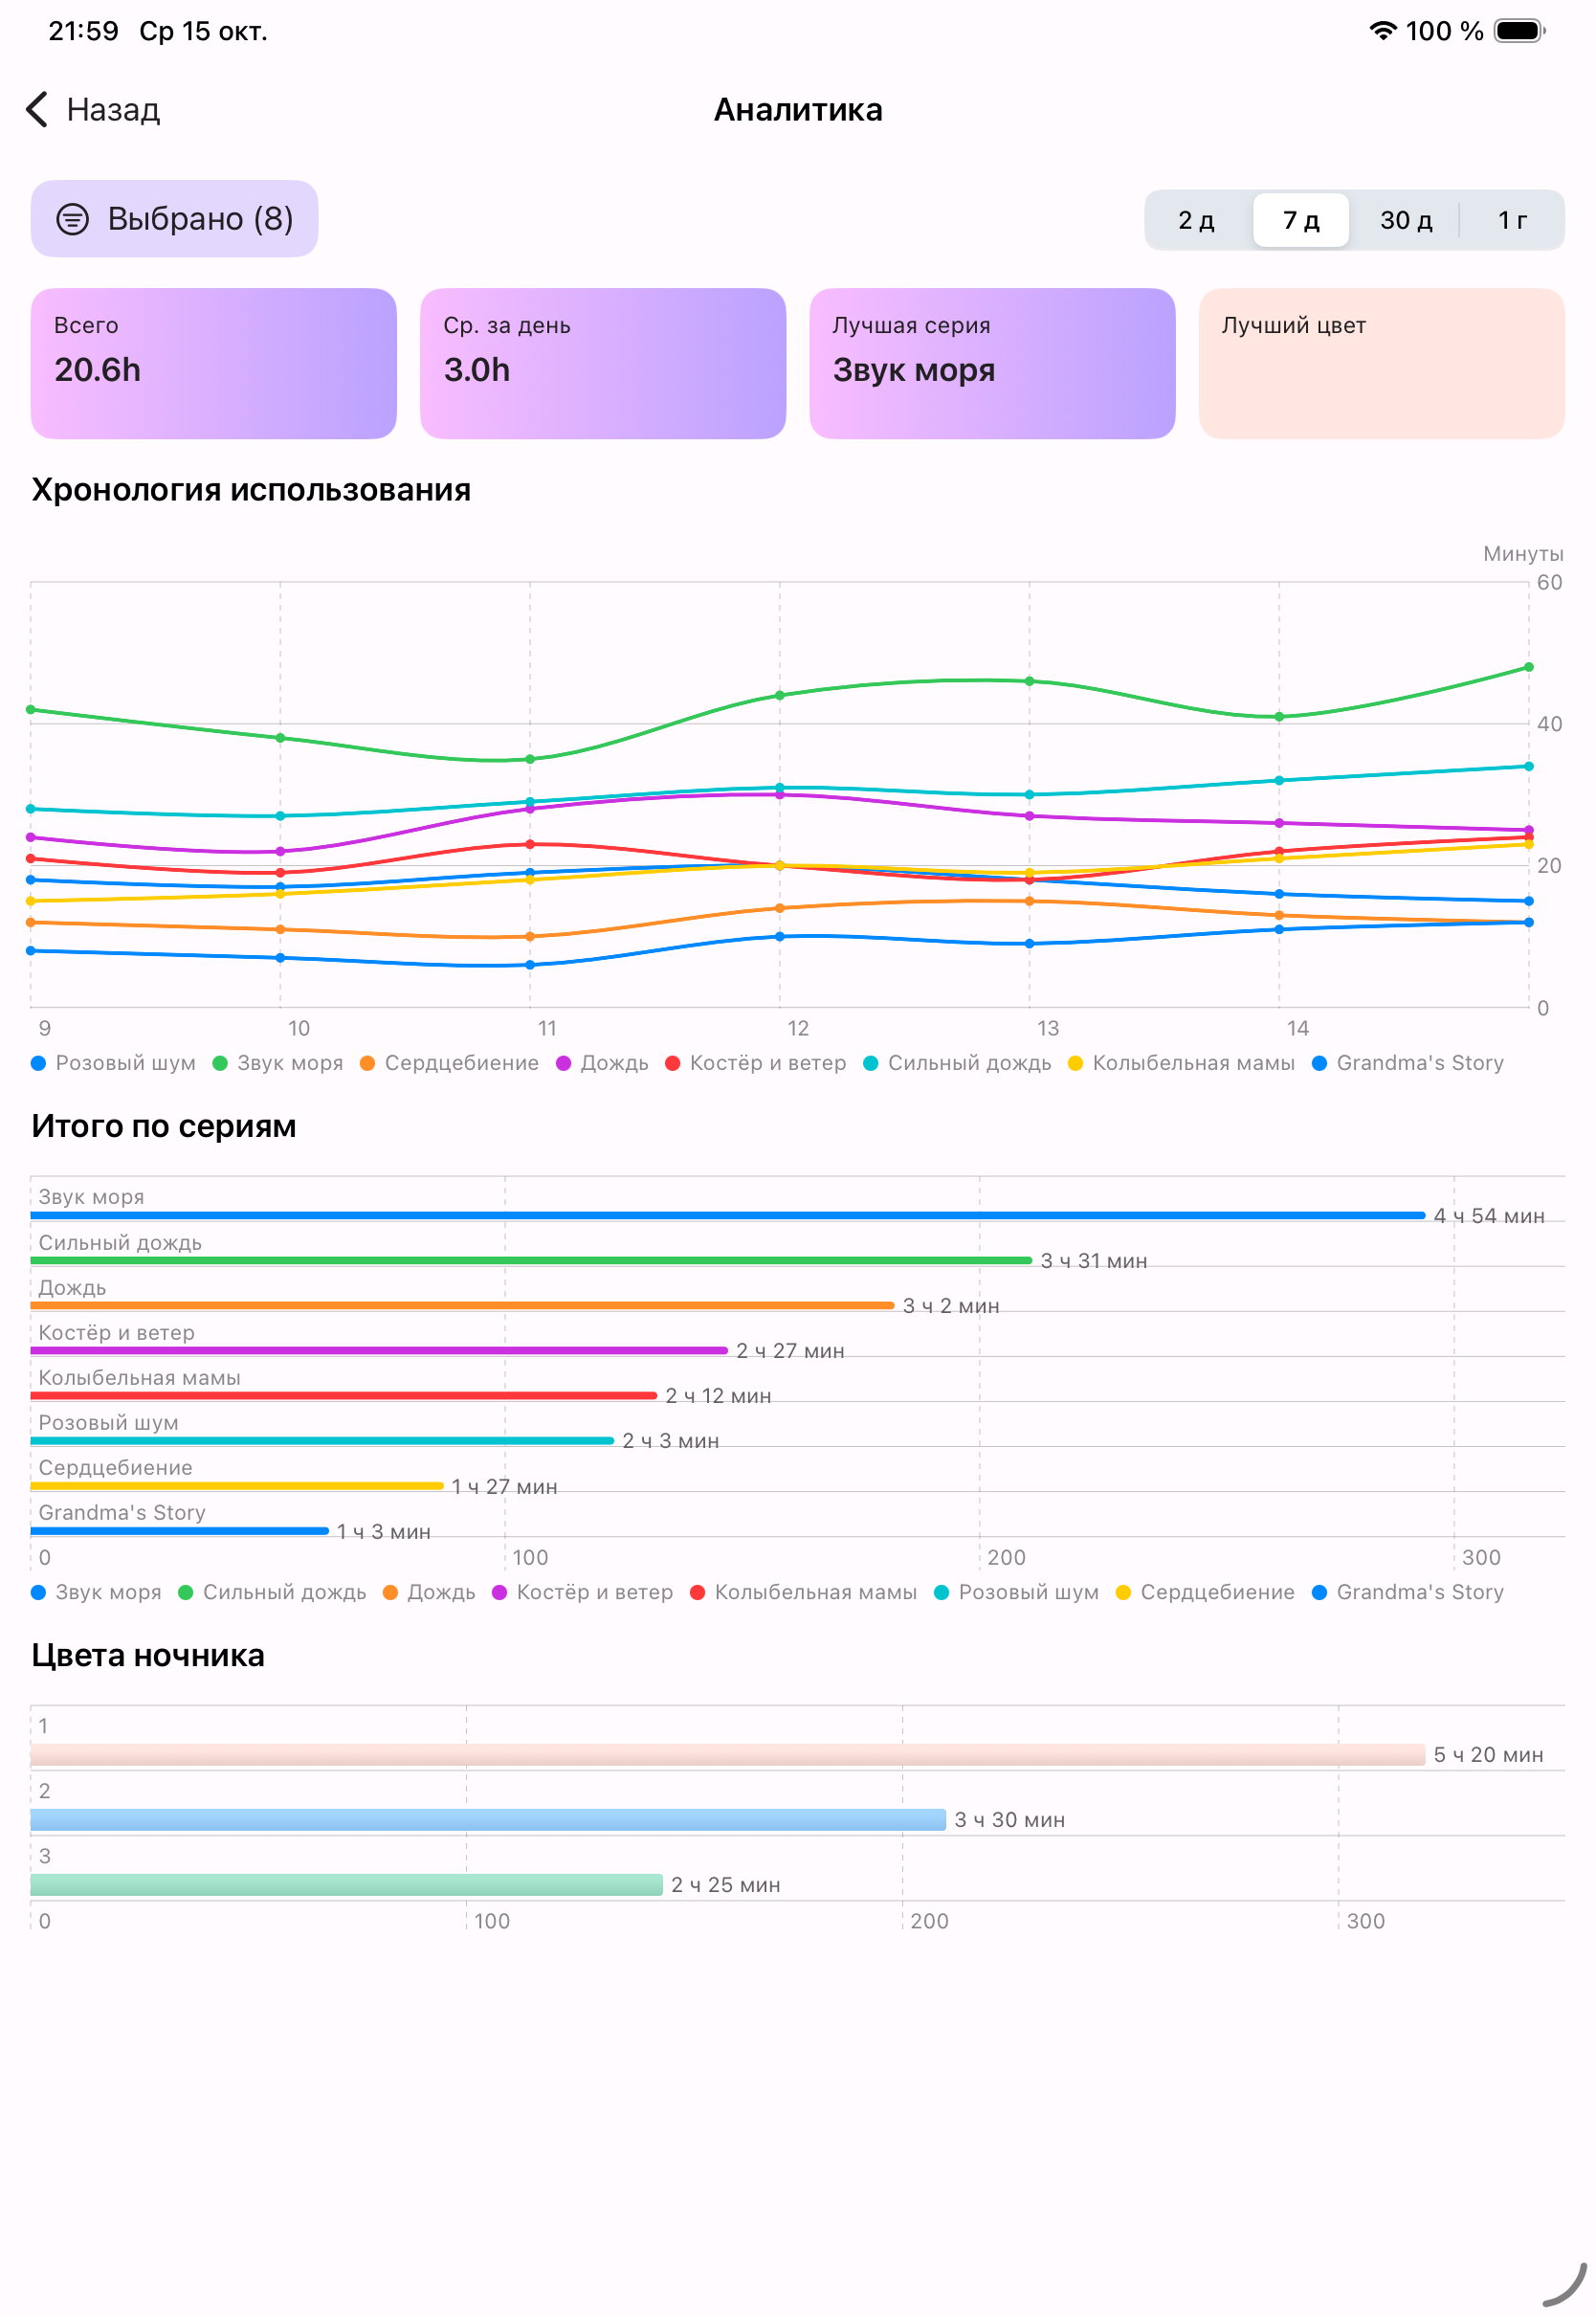 21:59 Ср 15 окт. 100 %
Назад Аналитика
Выбрано (8) 2 д 7 д 30 д 1 г
Всего Ср. за день Лучшая серия Лучший цвет
20.6h 3.0h Звук моря
Хронология использования
Минуты
60
40
20
0
9 10 11 12 13 14
Розовый шум Звук моря Сердцебиение Дождь Костёр и ветер Сильный дождь Колыбельная мамы Grandma's Story
Итого по сериям
Звук моря
4 ч 54 мин
Сильный дождь
3 ч 31 мин
Дождь
3 ч 2 мин
Костёр и ветер
2 ч 27 мин
Колыбельная мамы
2 ч 12 мин
Розовый шум
2 ч 3 мин
Сердцебиение
1 ч 27 мин
Grandma's Story
1 ч 3 мин
0 100 200 300
Звук моря Сильный дождь Дождь Костёр и ветер Колыбельная мамы Розовый шум Сердцебиение Grandma's Story
Цвета ночника
1
5 ч 20 мин
2
3 ч 30 мин
3
2 ч 25 мин
0 100 200 300